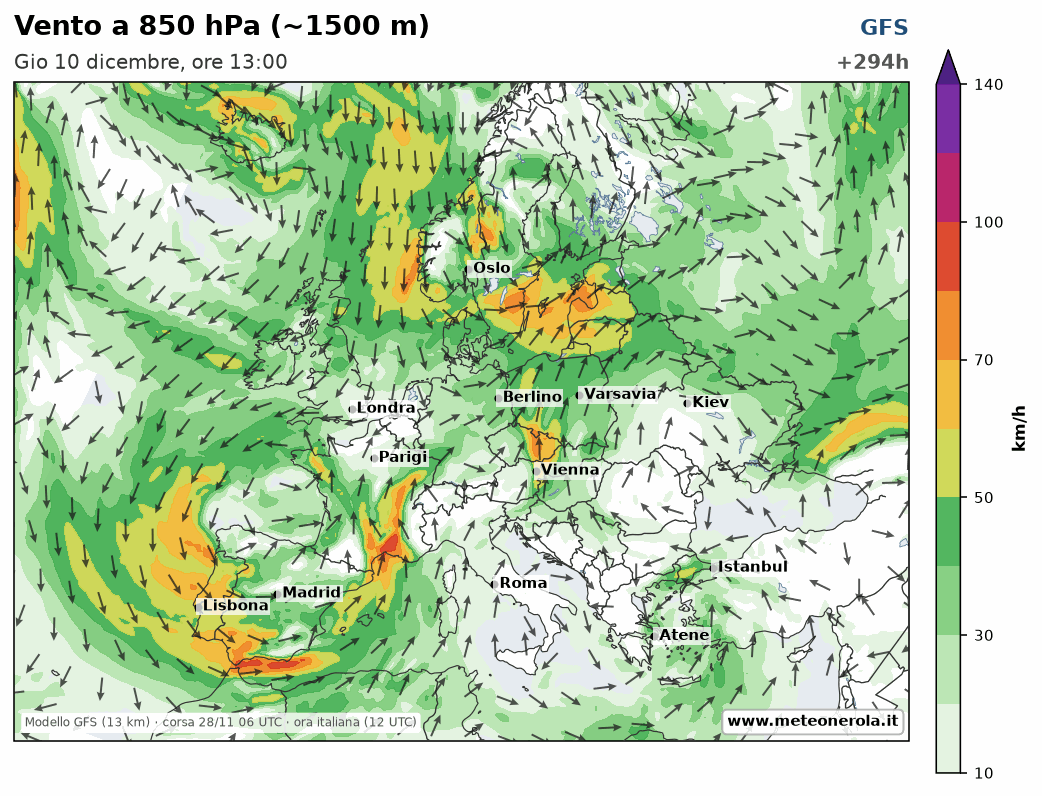 Vento a 850 hPa (~1500 m)
GFS
Gio 10 dicembre, ore 13:00
+294h
140
100
70
50
30
10
km/h
Oslo
Berlino
Varsavia
Kiev
Londra
Parigi
Vienna
Istanbul
Roma
Madrid
Lisbona
Atene
Modello GFS (13 km) · corsa 28/11 06 UTC · ora italiana (12 UTC)
www.meteonerola.it